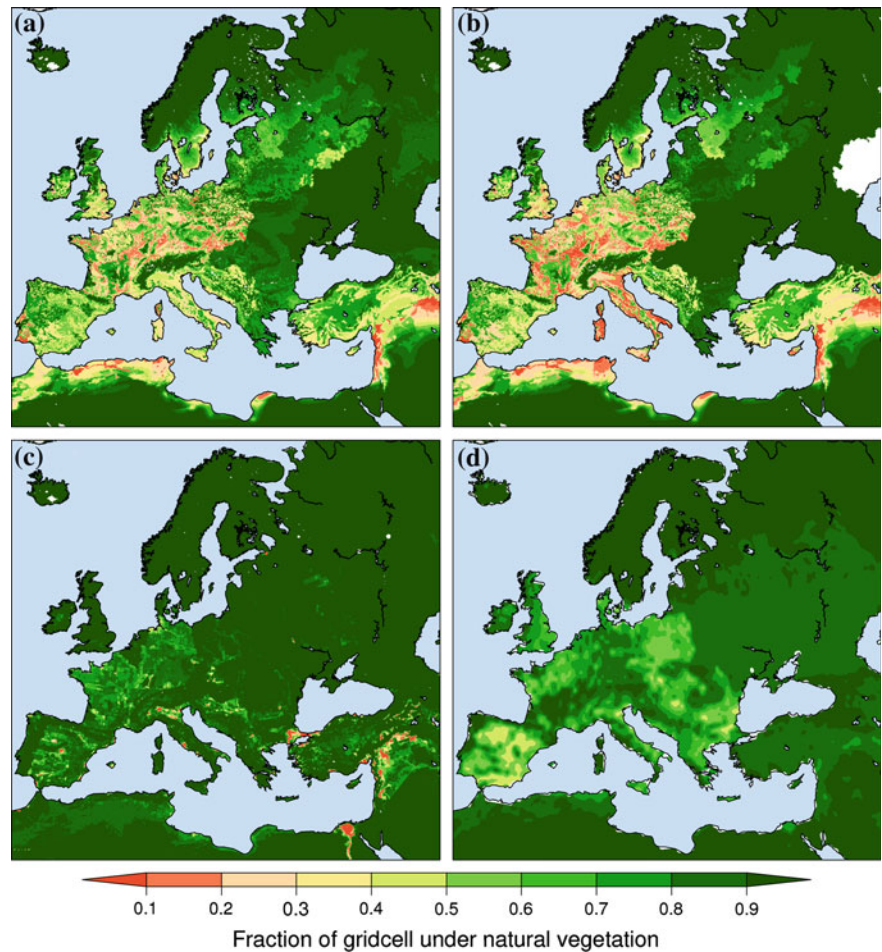 (a)
(b)
(c)
(d)
0.1 0.2 0.3 0.4 0.5 0.6 0.7 0.8 0.9
Fraction of gridcell under natural vegetation